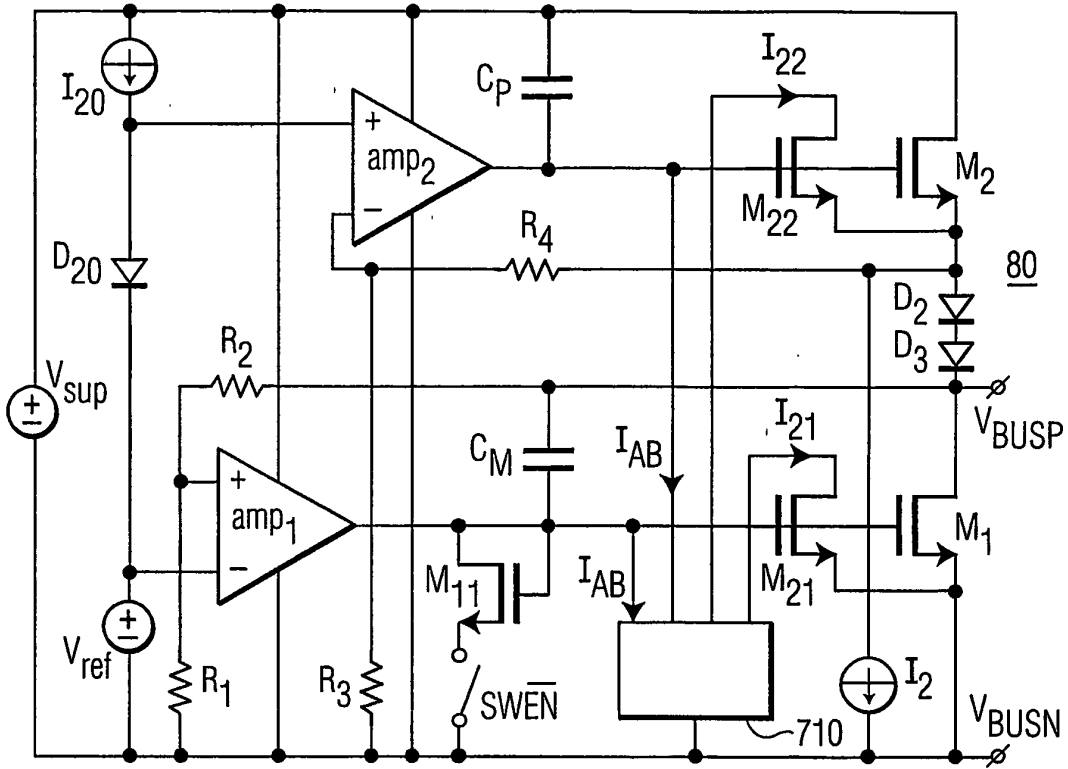 I20
+
amp2
−
CP
I22
M22
M2
R4
80
D20
D2
D3
R2
Vsup
+
−
VBUSP
I21
CM
IAB
+
amp1
−
M21
M1
M11
IAB
+
−
Vref
R1
R3
SWEN̅
710
I2
VBUSN